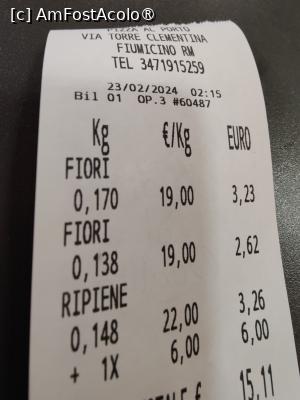 [c] AmFostAcolo®
PIZZA AL PORTO
VIA TORRE CLEMENTINA
FIUMICINO RM
TEL 3471915259
23/02/2024 02:15
Bil 01 OP.3 #60487
Kg €/Kg EURO
FIORI
0,170 19,00 3,23
FIORI
0,138 19,00 2,62
RIPIENE
0,148 22,00 3,26
+ 1X 6,00 6,00
€ 15,11